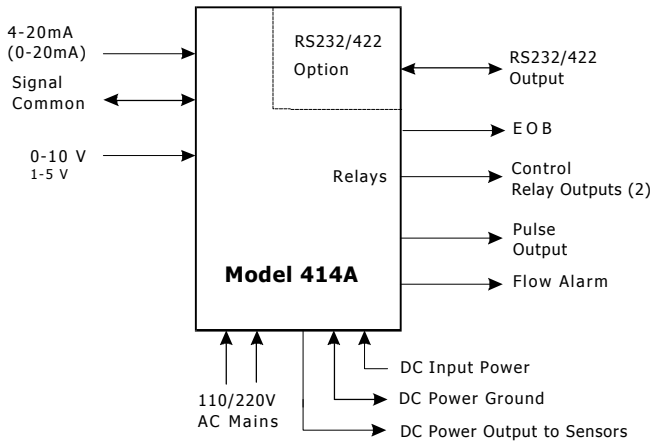 4-20mA
(0-20mA)
Signal
Common
0-10 V
1-5 V
RS232/422
Option
Relays
Model 414A
RS232/422
Output
EOB
Control
Relay Outputs (2)
Pulse
Output
Flow Alarm
110/220V
AC Mains
DC Input Power
DC Power Ground
DC Power Output to Sensors